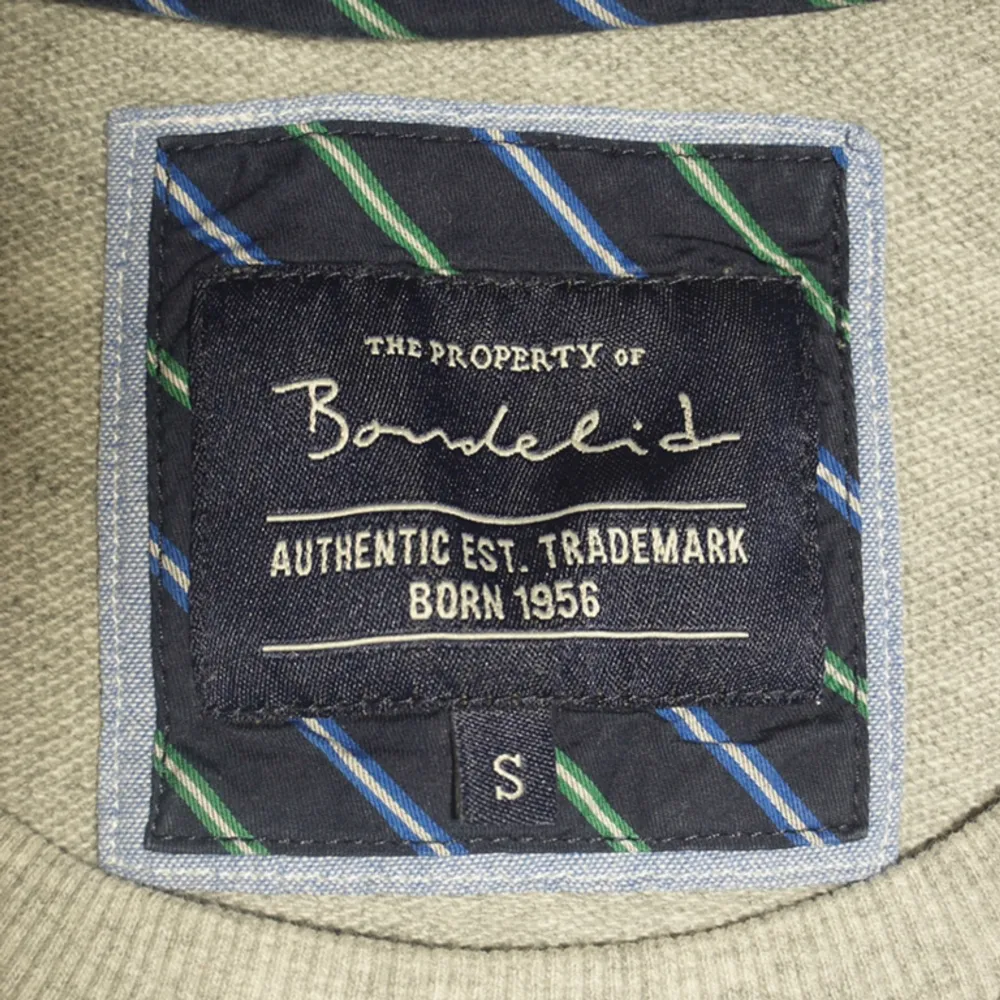 THE PROPERTY OF
Bondelid
AUTHENTIC EST. TRADEMARK
BORN 1956
S